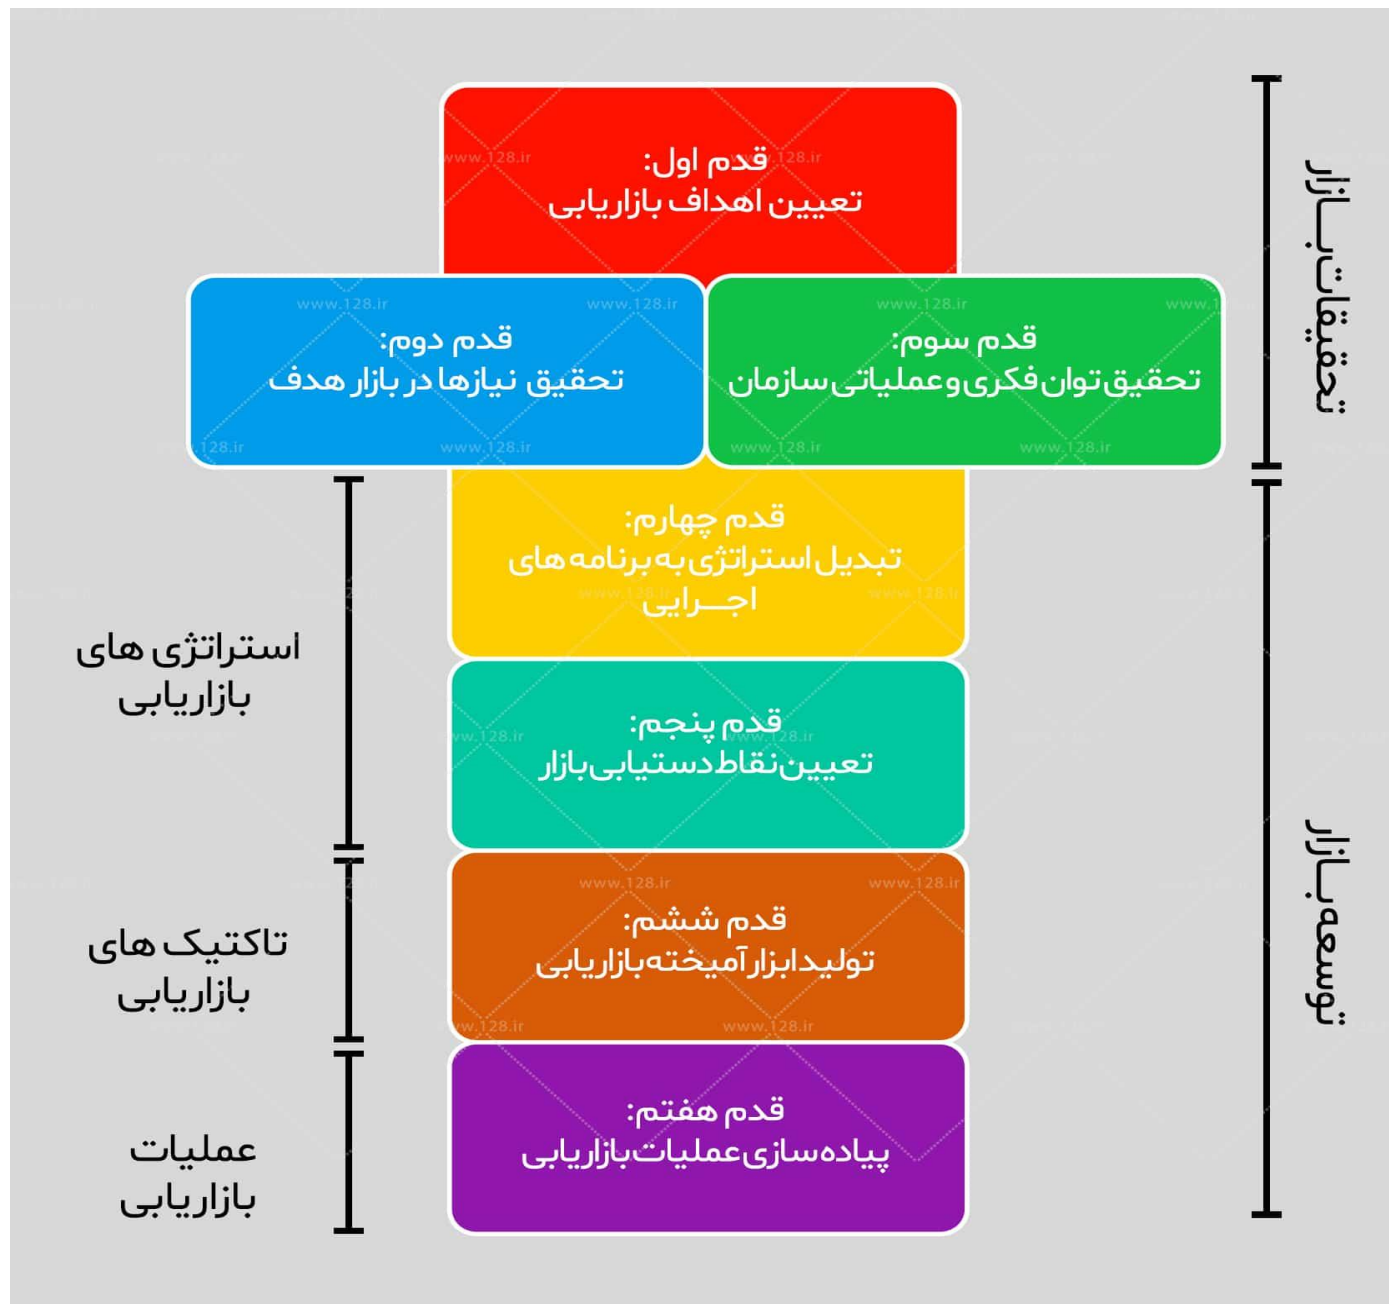 قدم اول:
تعیین اهداف بازاریابی
تحقیقات بـــازار
قدم سوم:
تحقیق توان فکری و عملیاتی سازمان
قدم دوم:
تحقیق نیازها در بازار هدف
قدم چهارم:
تبدیل استراتژی به برنامه های
اجـــرایی
استراتژی های
بازاریابی
قدم پنجم:
تعیین نقاط دستیابی بازار
توسعه بـــازار
قدم ششم:
تولید ابزار آمیخته بازاریابی
تاکتیک های
بازاریابی
قدم هفتم:
پیاده سازی عملیات بازاریابی
عملیات
بازاریابی
www.128.ir